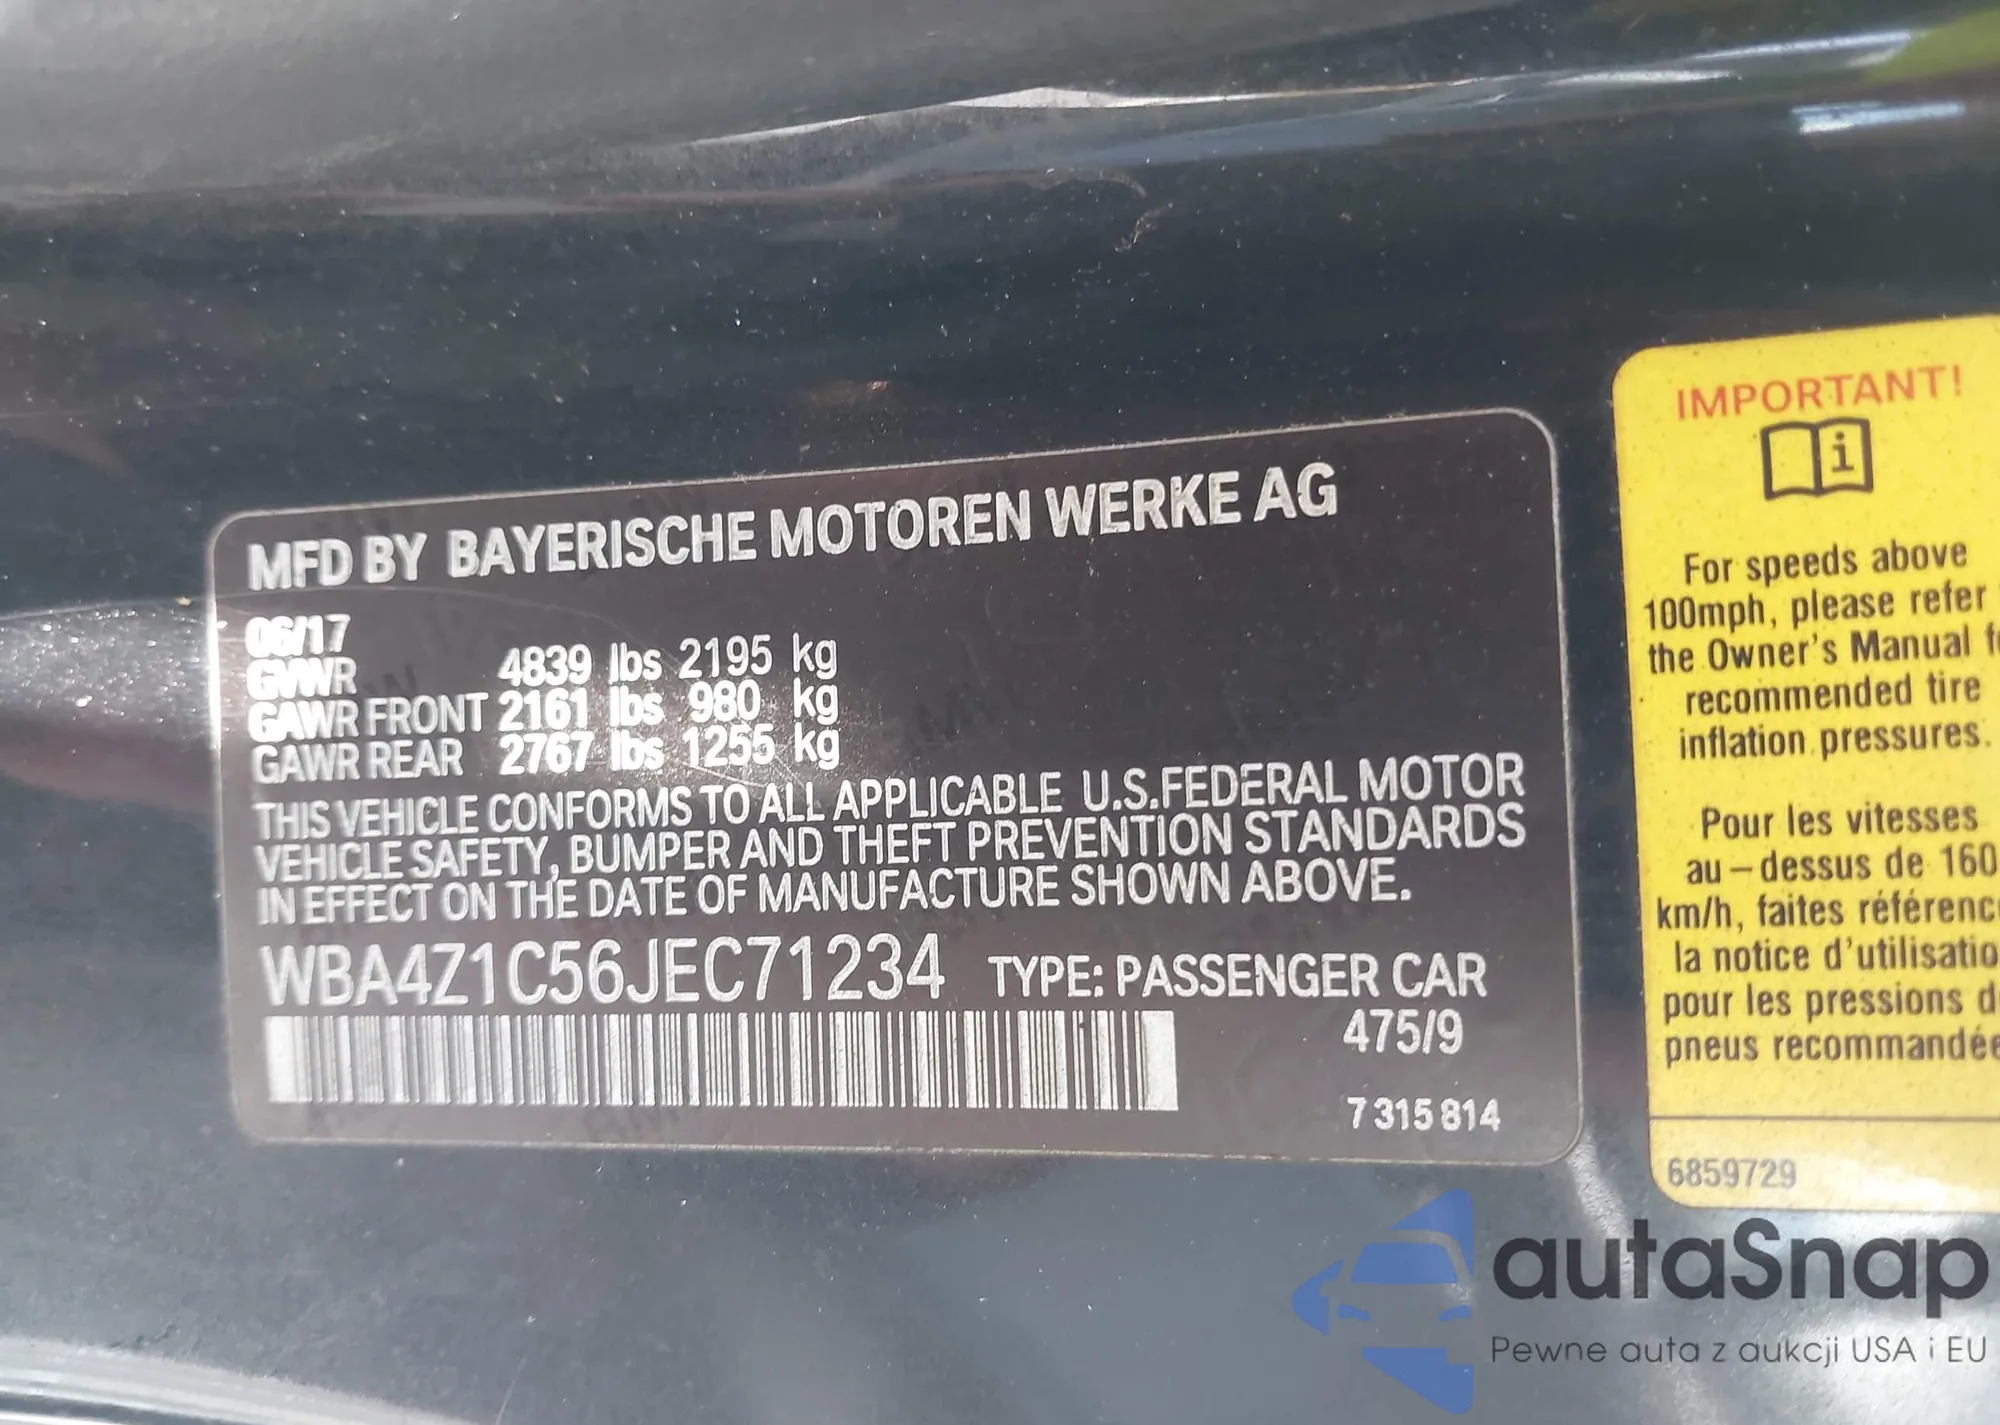 MFD BY BAYERISCHE MOTOREN WERKE AG
06/17
GVWR 4839 lbs 2195 kg
GAWR FRONT 2161 lbs 980 kg
GAWR REAR 2767 lbs 1255 kg
THIS VEHICLE CONFORMS TO ALL APPLICABLE U.S.FEDERAL MOTOR
VEHICLE SAFETY, BUMPER AND THEFT PREVENTION STANDARDS
IN EFFECT ON THE DATE OF MANUFACTURE SHOWN ABOVE.
WBA4Z1C56JEC71234 TYPE: PASSENGER CAR
475/9
7 315 814
IMPORTANT!
i
For speeds above
100mph, please refer
the Owner's Manual
recommended tire
inflation pressures.
Pour les vitesses
au-dessus de 160
km/h, faites
la notice d'utilisatio
pour les pressions d
pneus recommandée
6859729
autaSnap
Pewne auta z aukcji USA i EU